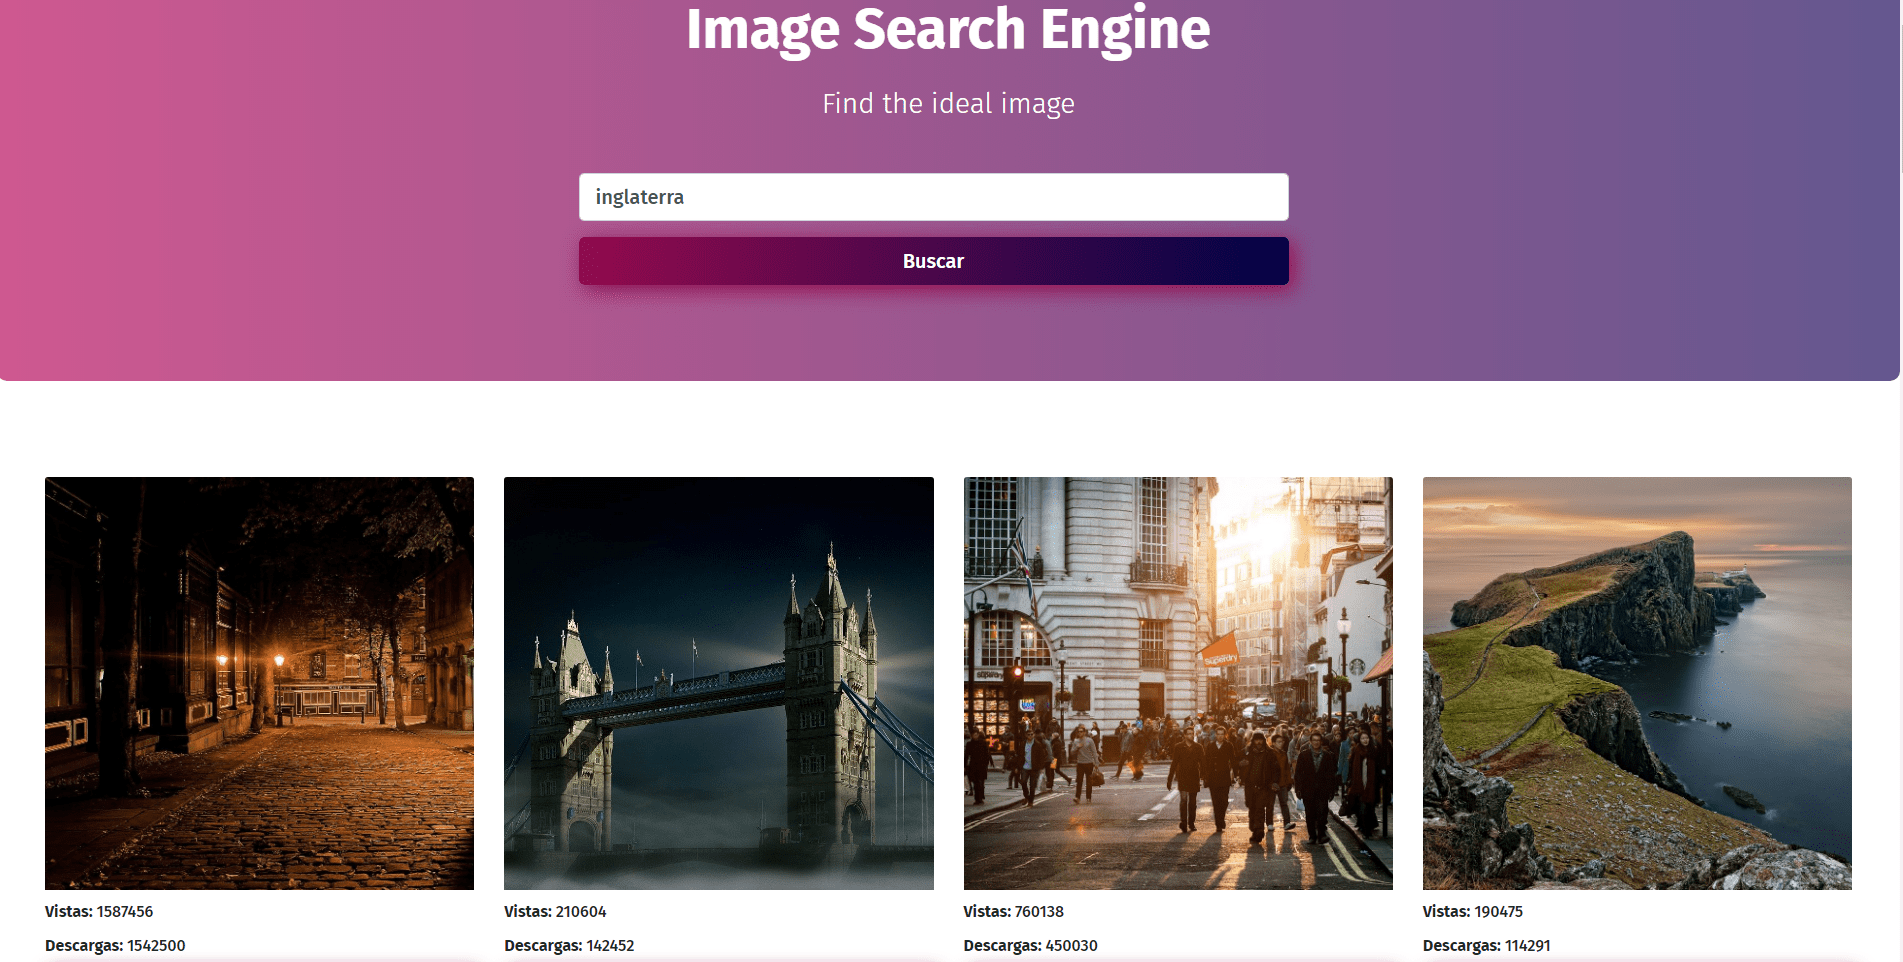 Image Search Engine
Find the ideal image
inglaterra
Buscar
Superdry
Vistas: 1587456
Vistas: 210604
Vistas: 760138
Vistas: 190475
Descargas: 1542500
Descargas: 142452
Descargas: 450030
Descargas: 114291